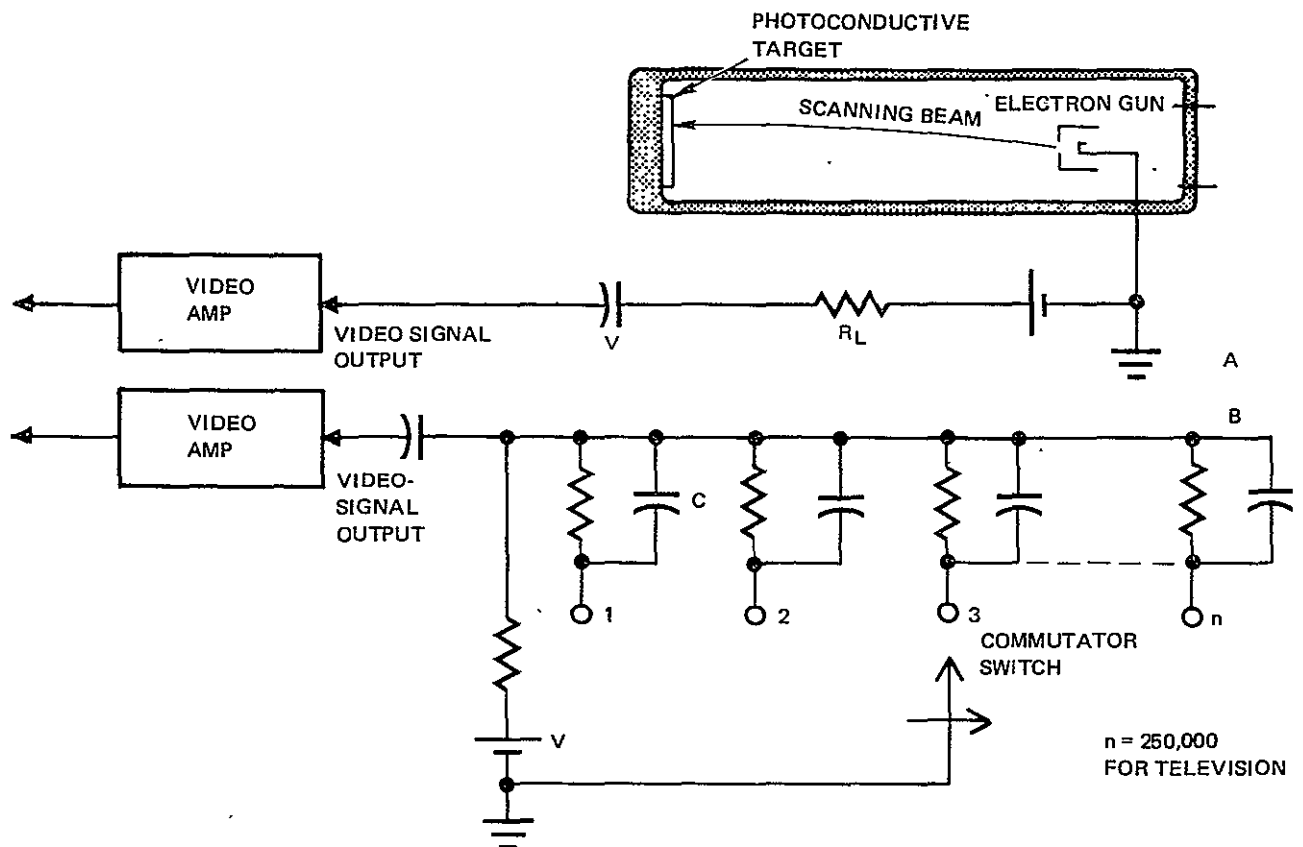 PHOTOCONDUCTIVE
TARGET
SCANNING BEAM
ELECTRON GUN
VIDEO
AMP
VIDEO SIGNAL
OUTPUT
V
RL
A
VIDEO
AMP
VIDEO-
SIGNAL
OUTPUT
B
C
1
2
3
n
COMMUTATOR
SWITCH
V
n = 250,000
FOR TELEVISION